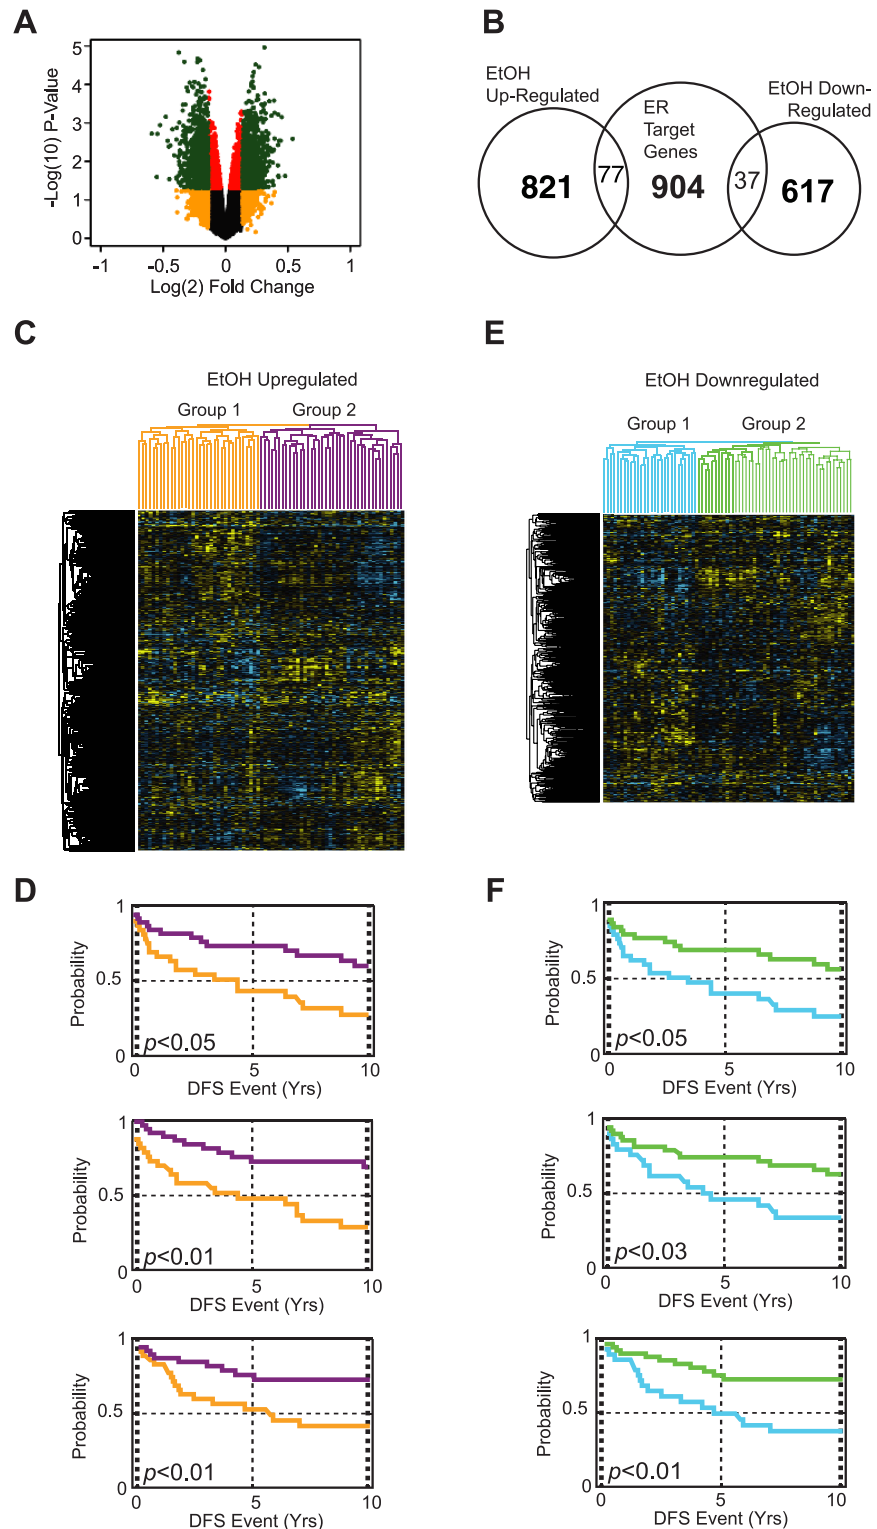 A
-Log(10) P-Value
5
4
3
2
1
0
-1
-0.5
0
0.5
1
Log(2) Fold Change
B
EtOH
Up-Regulated
ER
Target
Genes
EtOH Down-
Regulated
821
77
904
37
617
C
EtOH Upregulated
Group 1
Group 2
E
EtOH Downregulated
Group 1
Group 2
D
Probability
1
0.5
0
p<0.05
0
5
10
DFS Event (Yrs)
Probability
1
0.5
0
p<0.01
0
5
10
DFS Event (Yrs)
Probability
1
0.5
0
p<0.01
0
5
10
DFS Event (Yrs)
F
Probability
1
0.5
0
p<0.05
0
5
10
DFS Event (Yrs)
Probability
1
0.5
0
p<0.03
0
5
10
DFS Event (Yrs)
Probability
1
0.5
0
p<0.01
0
5
10
DFS Event (Yrs)